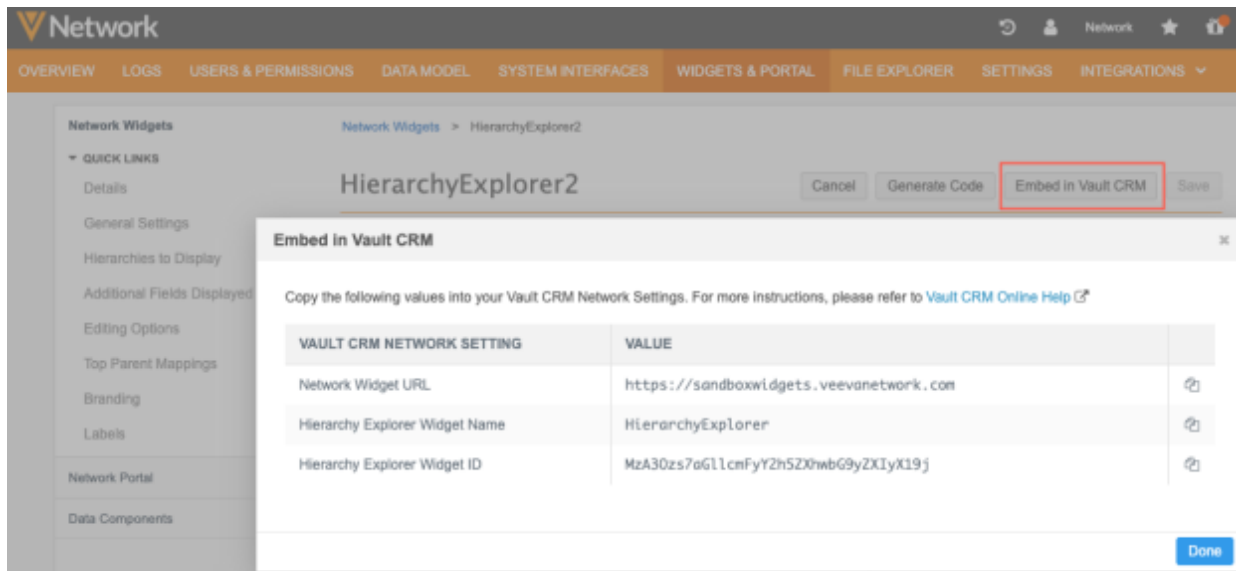 Network
Network
OVERVIEW LOGS USERS & PERMISSIONS DATA MODEL SYSTEM INTERFACES WIDGETS & PORTAL FILE EXPLORER SETTINGS INTEGRATIONS
Network Widgets
Network Widgets > HierarchyExplorer2
QUICK LINKS
Details
HierarchyExplorer2
Cancel Generate Code Embed in Vault CRM Save
General Settings
Hierarchies to Display
Additional Fields Displayed
Editing Options
Top Parent Mappings
Branding
Labels
Network Portal
Data Components
Embed in Vault CRM
Copy the following values into your Vault CRM Network Settings. For more instructions, please refer to Vault CRM Online Help
VAULT CRM NETWORK SETTING VALUE
Network Widget URL https://sandboxwidgets.veevanetwork.com
Hierarchy Explorer Widget Name HierarchyExplorer
Hierarchy Explorer Widget ID MzA3Ozs7aGllcmFyY2h5ZXhwbG9yZXIyX19j
Done